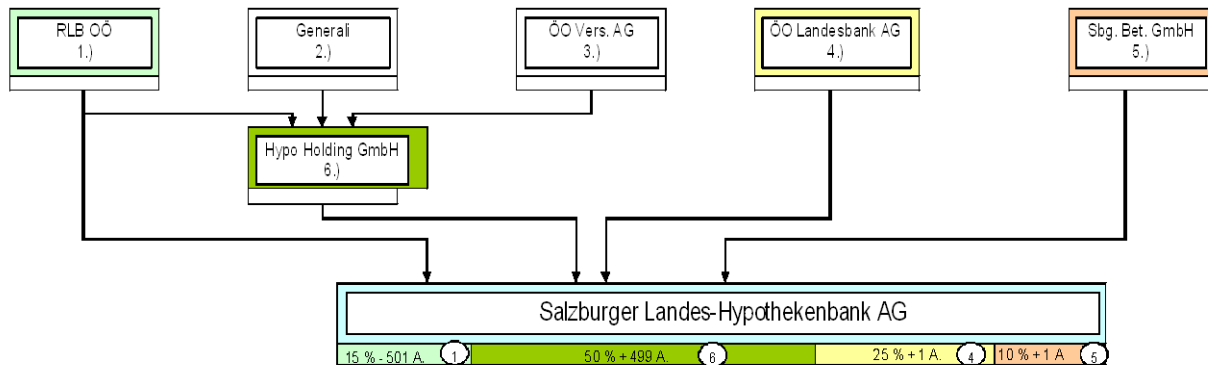 RLB OÖ
1.)
Generali
2.)
ÖO Vers. AG
3.)
ÖO Landesbank AG
4.)
Sbg. Bet. GmbH
5.)
Hypo Holding GmbH
6.)
Salzburger Landes-Hypothekenbank AG
15 % - 501 A. 1 50 % + 499 A. 6 25 % + 1 A. 4 10 % + 1 A 5